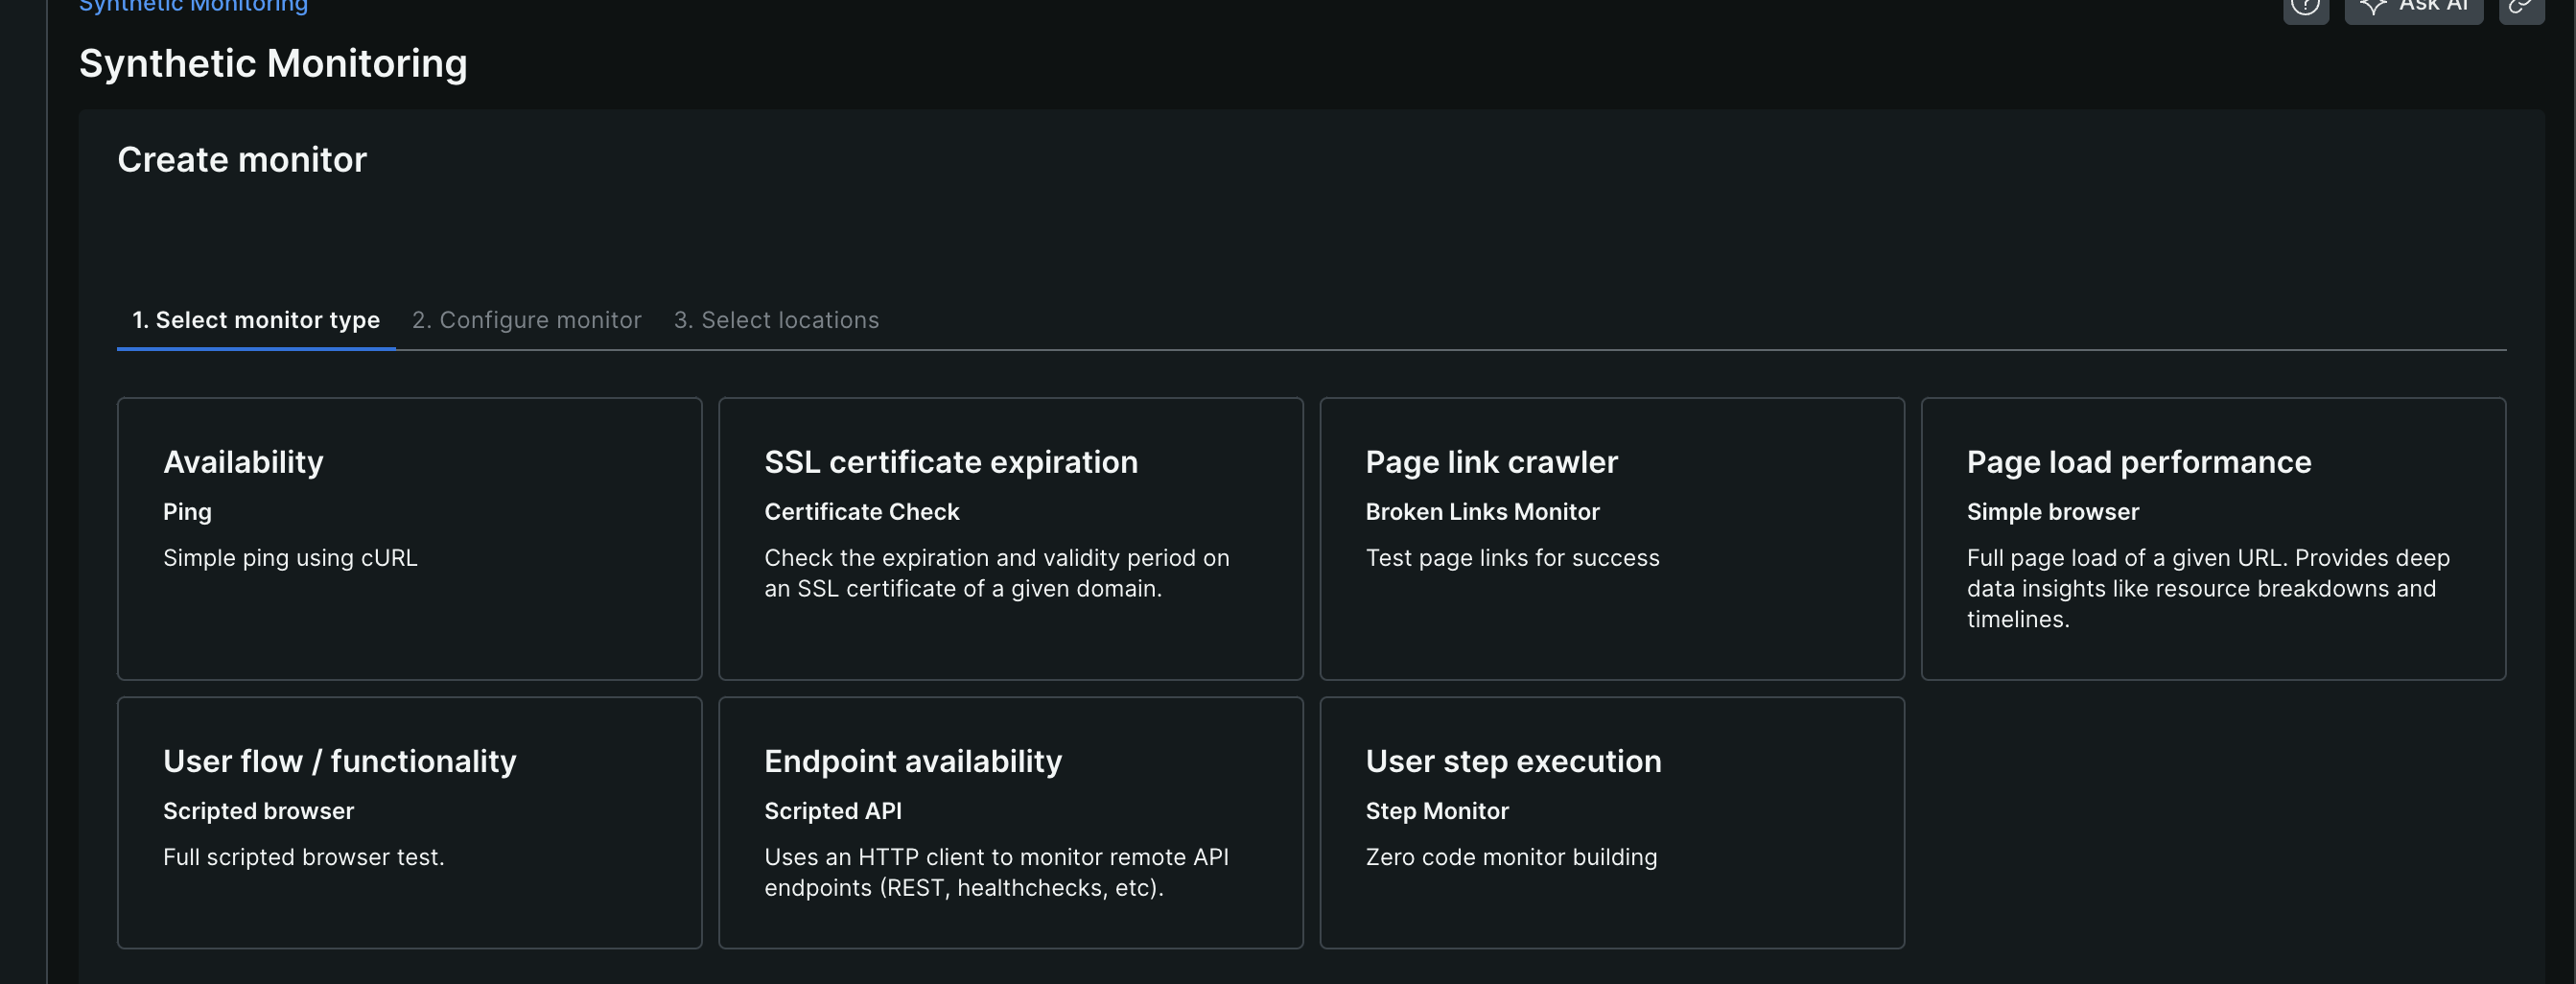 Synthetic Monitoring
Ask AI
Synthetic Monitoring
Create monitor
1. Select monitor type
2. Configure monitor
3. Select locations
Availability
Ping
Simple ping using cURL
SSL certificate expiration
Certificate Check
Check the expiration and validity period on
an SSL certificate of a given domain.
Page link crawler
Broken Links Monitor
Test page links for success
Page load performance
Simple browser
Full page load of a given URL. Provides deep
data insights like resource breakdowns and
timelines.
User flow / functionality
Scripted browser
Full scripted browser test.
Endpoint availability
Scripted API
Uses an HTTP client to monitor remote API
endpoints (REST, healthchecks, etc).
User step execution
Step Monitor
Zero code monitor building